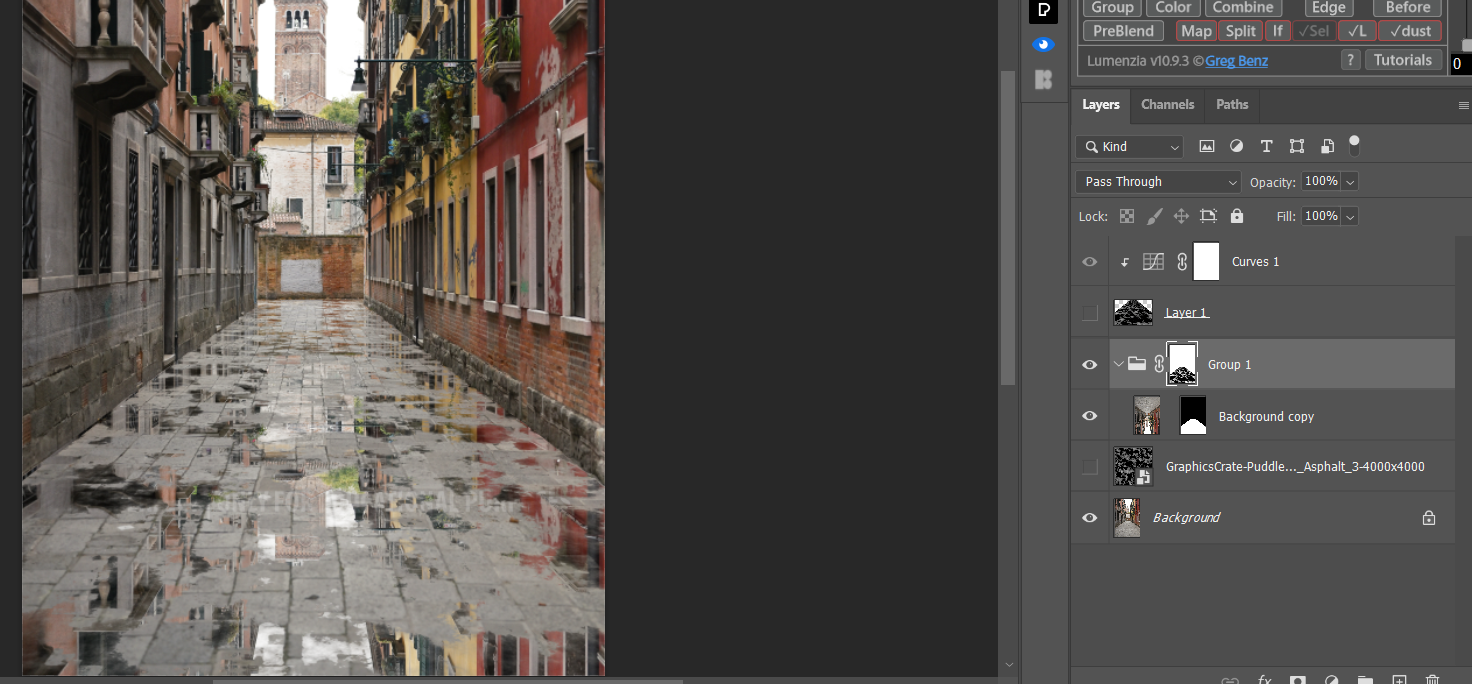 Group Color Combine Edge Before
PreBlend Map Split If ✓Sel ✓L ✓dust
Lumenzia v10.9.3 © Greg Benz ? Tutorials
0
Layers Channels Paths
Kind
Pass Through Opacity: 100%
Lock: Fill: 100%
Curves 1
Layer 1
Group 1
Background copy
GraphicsCrate-Puddle..._Asphalt_3-4000x4000
Background
fx